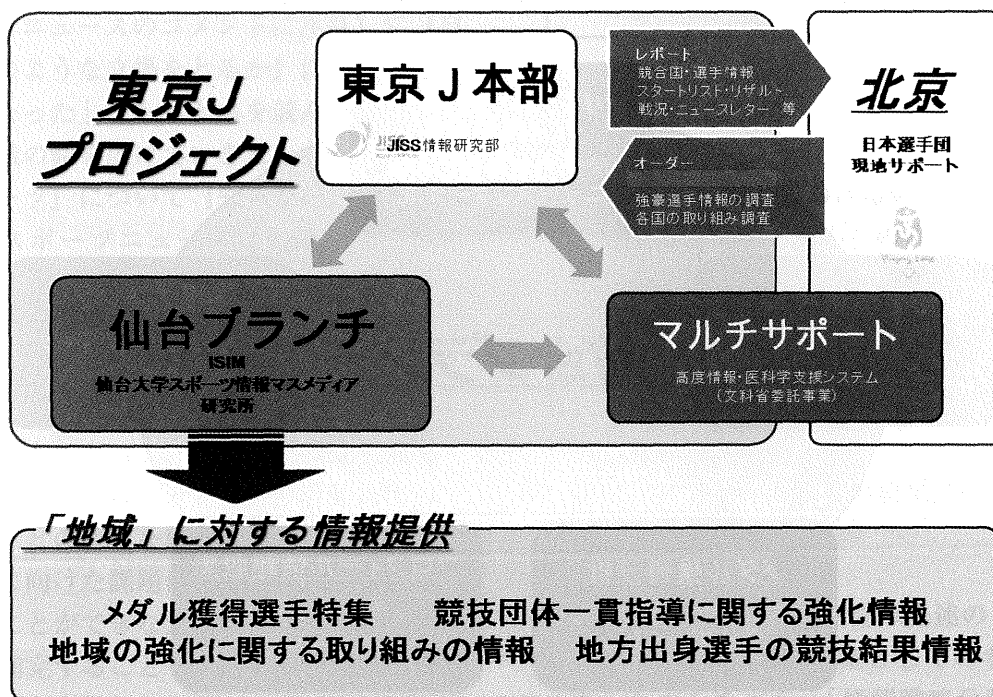 東京J
プロジェクト
東京J本部
JISS
JISS情報研究部
レポート
競合国・選手情報
スタートリスト・リザルト
戦況・ニュースレター 等
オーダー
強豪選手情報の調査
各国の取り組み調査
北京
日本選手団
現地サポート
仙台ブランチ
ISIM
仙台大学スポーツ情報マスメディア
研究所
マルチサポート
高度情報・医科学支援システム
（文科省委託事業）
「地域」に対する情報提供
メダル獲得選手特集 競技団体一貫指導に関する強化情報
地域の強化に関する取り組みの情報 地方出身選手の競技結果情報